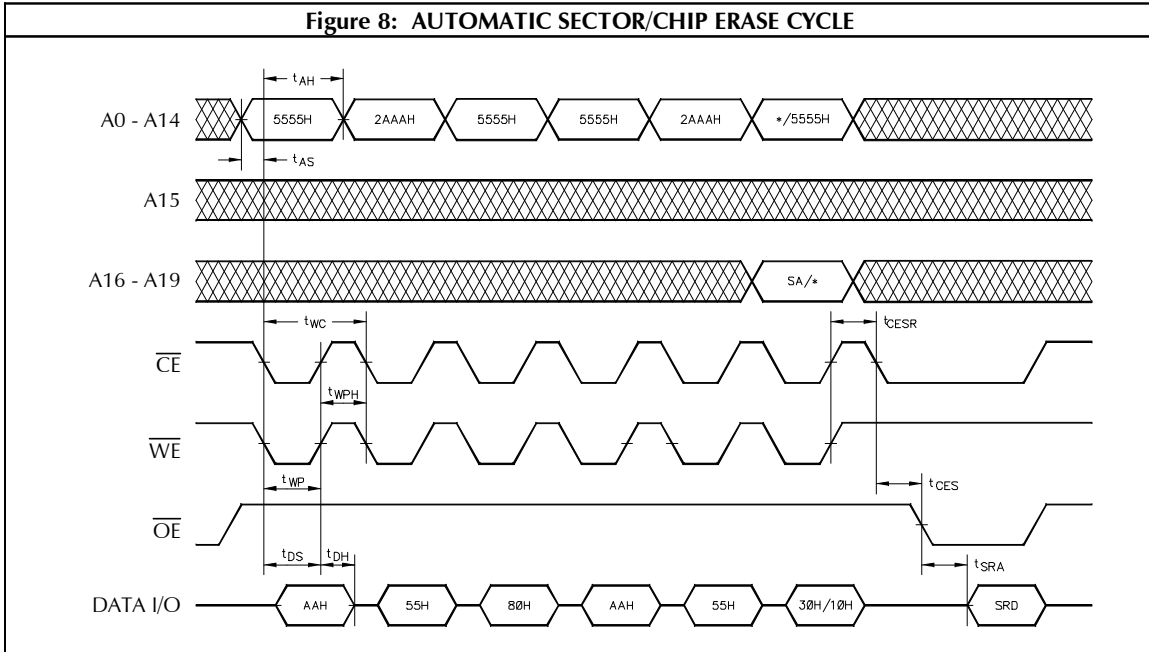 Figure 8: AUTOMATIC SECTOR/CHIP ERASE CYCLE
tAH
A0 - A14
5555H 2AAAH 5555H 5555H 2AAAH */5555H
tAS
A15
A16 - A19
SA/*
tWC
tCESR
CE
tWPH
WE
tWP
tCES
OE
tDS tDH
tSRA
DATA I/O
AAH 55H 80H AAH 55H 30H/10H SRD